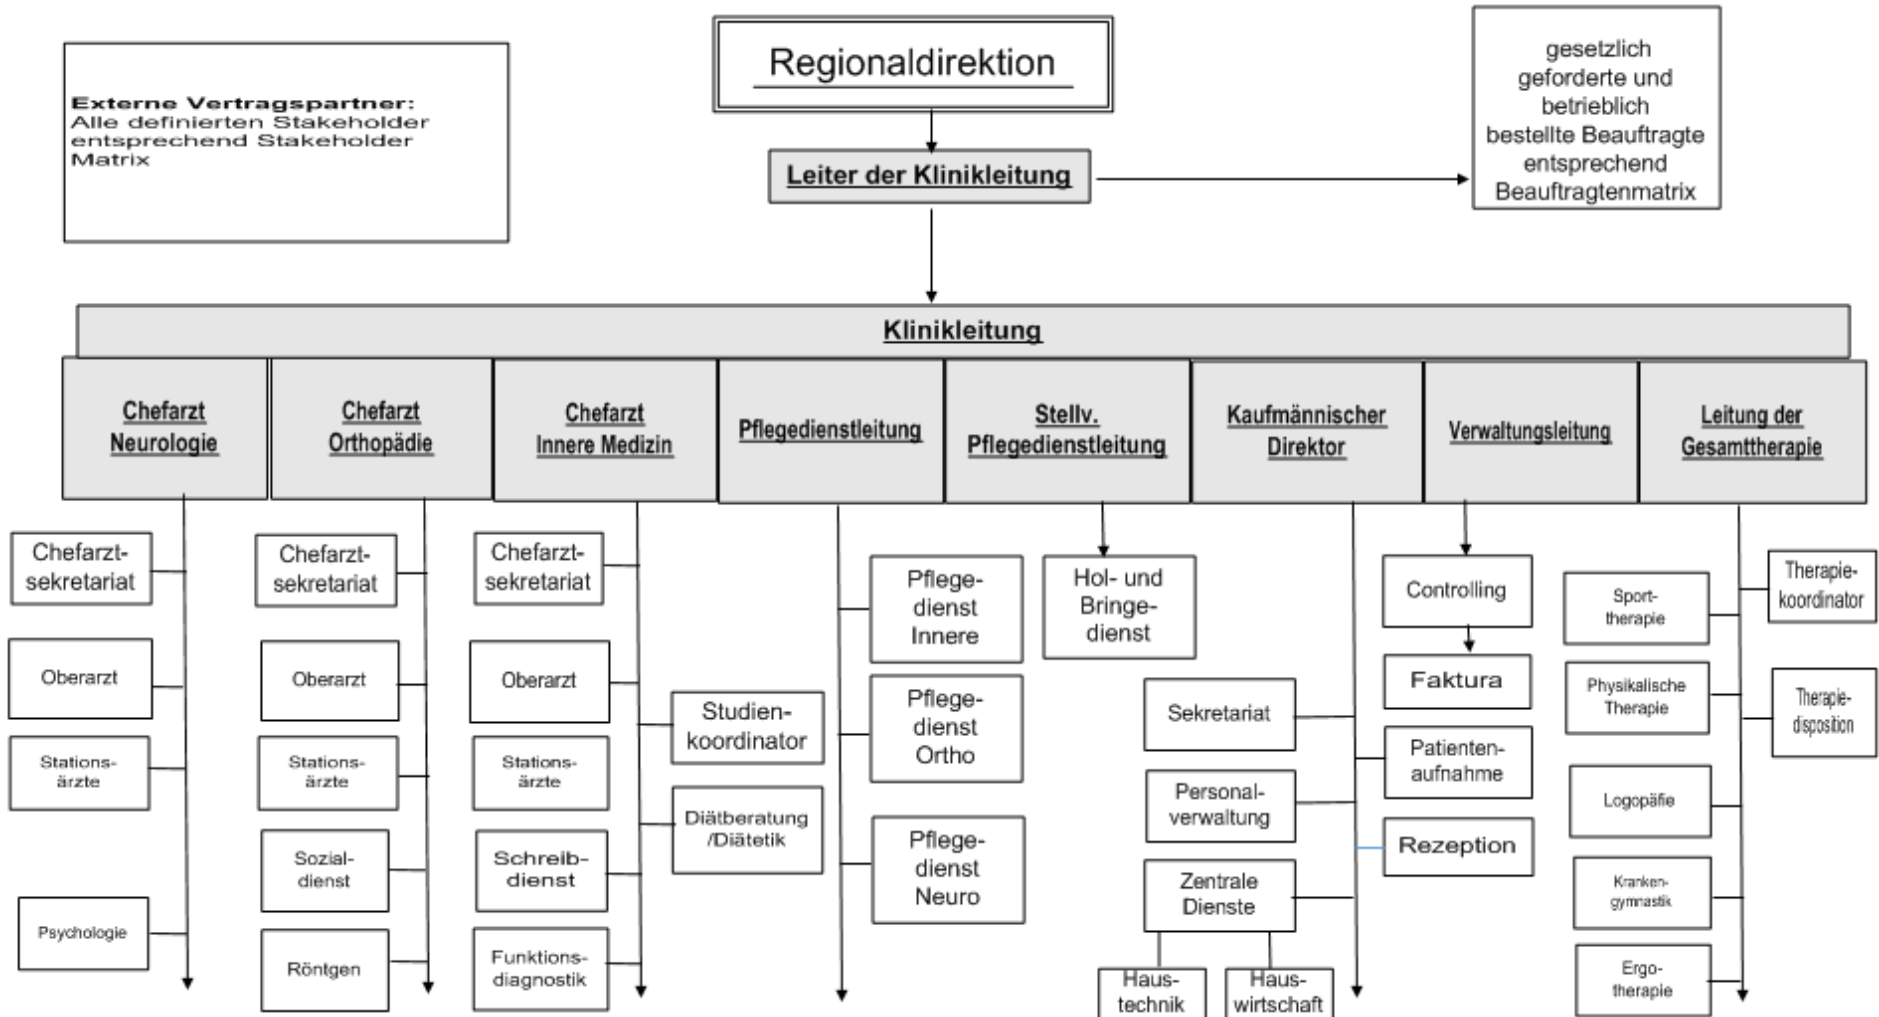 Regionaldirektion
Externe Vertragspartner:
Alle definierten Stakeholder
entsprechend Stakeholder
Matrix
gesetzlich
geforderte und
betrieblich
bestellte Beauftragte
entsprechend
Beauftragtenmatrix
Leiter der Klinikleitung
Klinikleitung
Chefarzt
Neurologie
Chefarzt
Orthopädie
Chefarzt
Innere Medizin
Pflegedienstleitung
Stellv.
Pflegedienstleitung
Kaufmännischer
Direktor
Verwaltungsleitung
Leitung der
Gesamttherapie
Chefarzt-
sekretariat
Oberarzt
Stations-
ärzte
Psychologie
Chefarzt-
sekretariat
Oberarzt
Stations-
ärzte
Sozial-
dienst
Röntgen
Chefarzt-
sekretariat
Oberarzt
Stations-
ärzte
Schreib-
dienst
Funktions-
diagnostik
Studien-
koordinator
Diätberatung
/Diätetik
Pflege-
dienst
Innere
Pflege-
dienst
Ortho
Pflege-
dienst
Neuro
Hol- und
Bringe-
dienst
Sekretariat
Personal-
verwaltung
Zentrale
Dienste
Haus-
technik
Haus-
wirtschaft
Controlling
Faktura
Patienten-
aufnahme
Rezeption
Sport-
therapie
Physikalische
Therapie
Logopäfie
Kranken-
gymnastik
Ergo-
therapie
Therapie-
koordinator
Therapie-
disposition